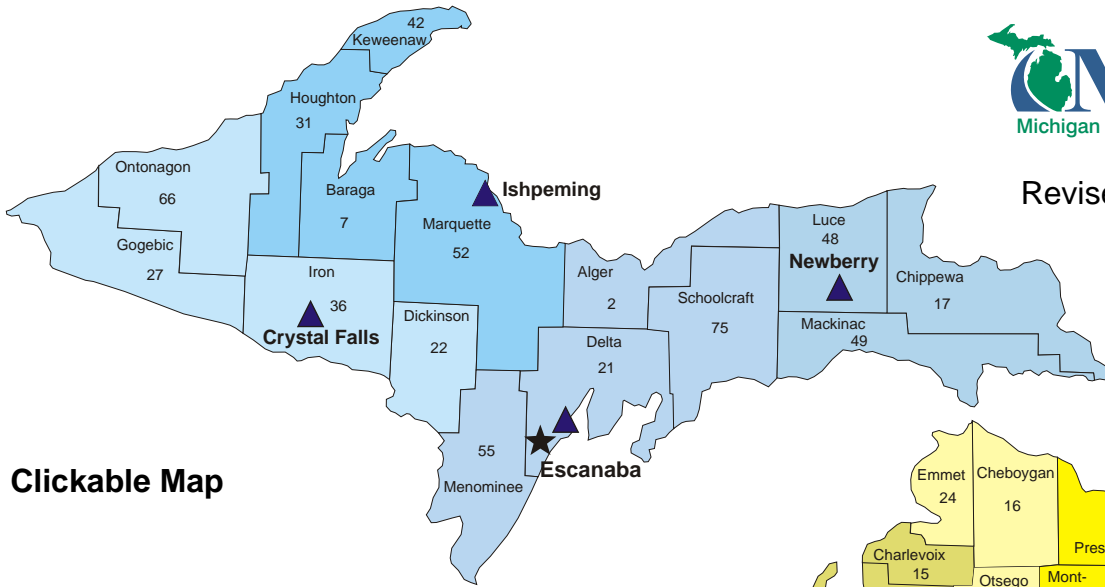 42
Keweenaw
Houghton
31
Michigan
Ontonagon
66
Baraga
7
Ishpeming
Revise
Marquette
52
Luce
48
Newberry
Gogebic
27
Iron
36
Crystal Falls
Alger
2
Chippewa
17
Schoolcraft
75
Dickinson
22
Mackinac
49
Delta
21
55
Menominee
Escanaba
Clickable Map
Emmet
24
Cheboygan
16
Pres
Charlevoix
15
Otsego
Mont-